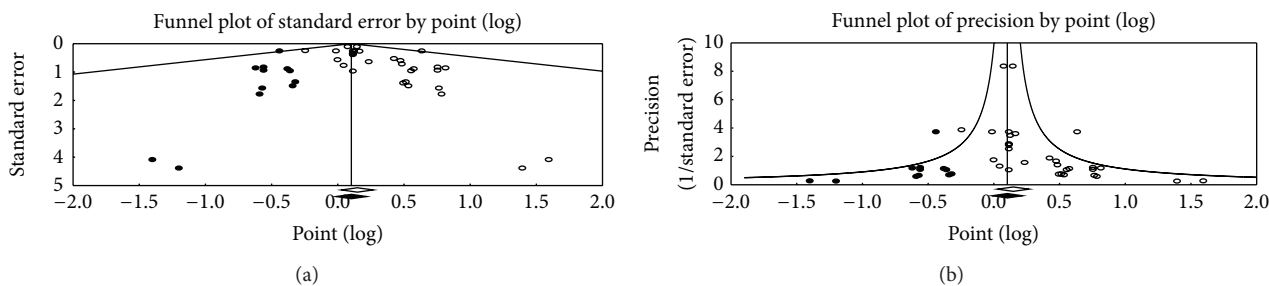 Funnel plot of standard error by point (log)
Standard error
0
1
2
3
4
5
−2.0 −1.5 −1.0 −0.5 0.0 0.5 1.0 1.5 2.0
Point (log)
(a)
Funnel plot of precision by point (log)
Precision
(1/standard error)
10
8
6
4
2
0
−2.0 −1.5 −1.0 −0.5 0.0 0.5 1.0 1.5 2.0
Point (log)
(b)